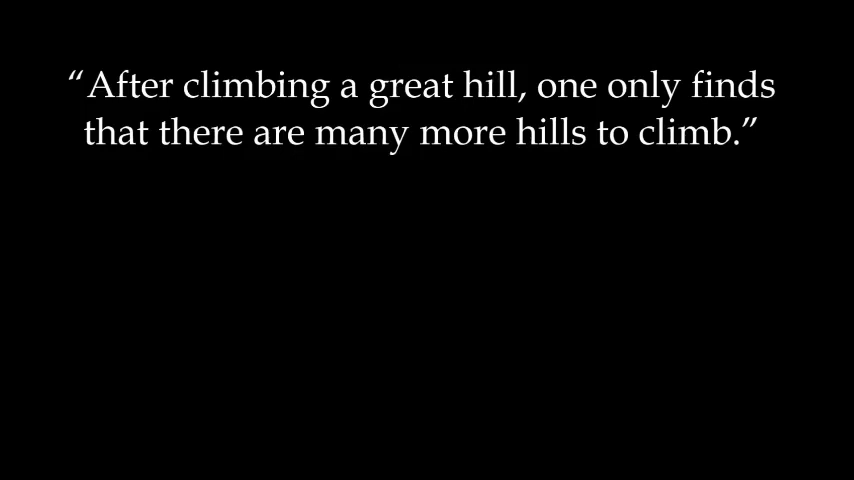 “After climbing a great hill, one only finds
that there are many more hills to climb.”